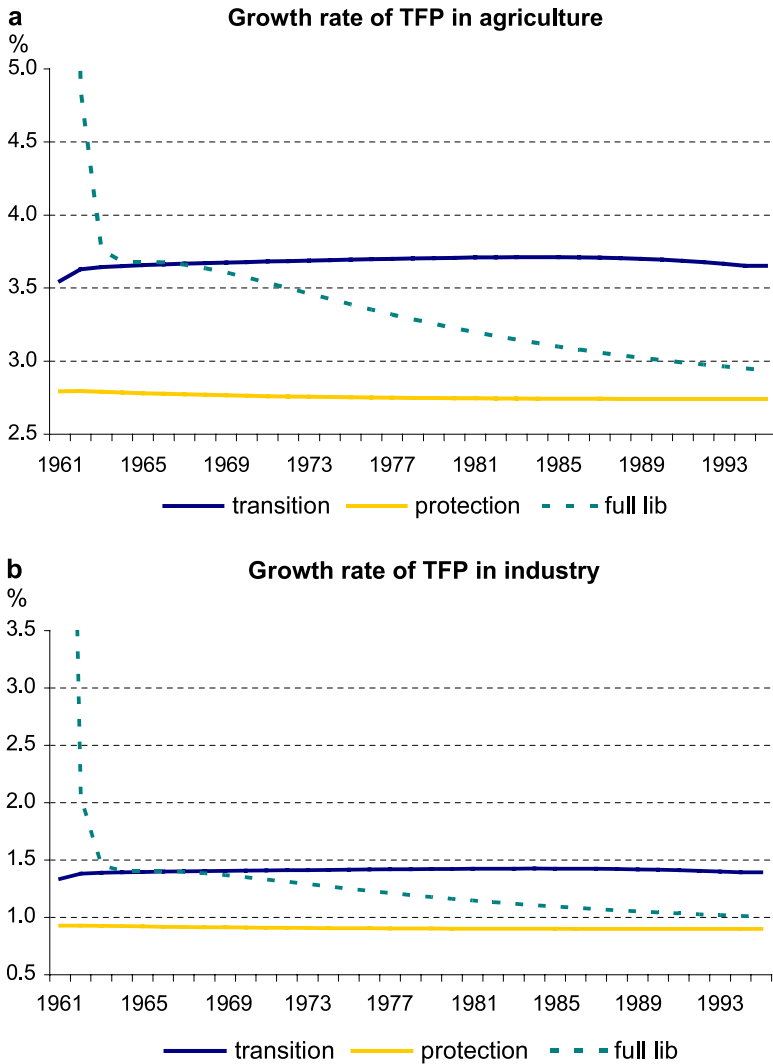 a
Growth rate of TFP in agriculture
%
5.0
4.5
4.0
3.5
3.0
2.5
1961 1965 1969 1973 1977 1981 1985 1989 1993
transition protection full lib
b
Growth rate of TFP in industry
%
3.5
3.0
2.5
2.0
1.5
1.0
0.5
1961 1965 1969 1973 1977 1981 1985 1989 1993
transition protection full lib